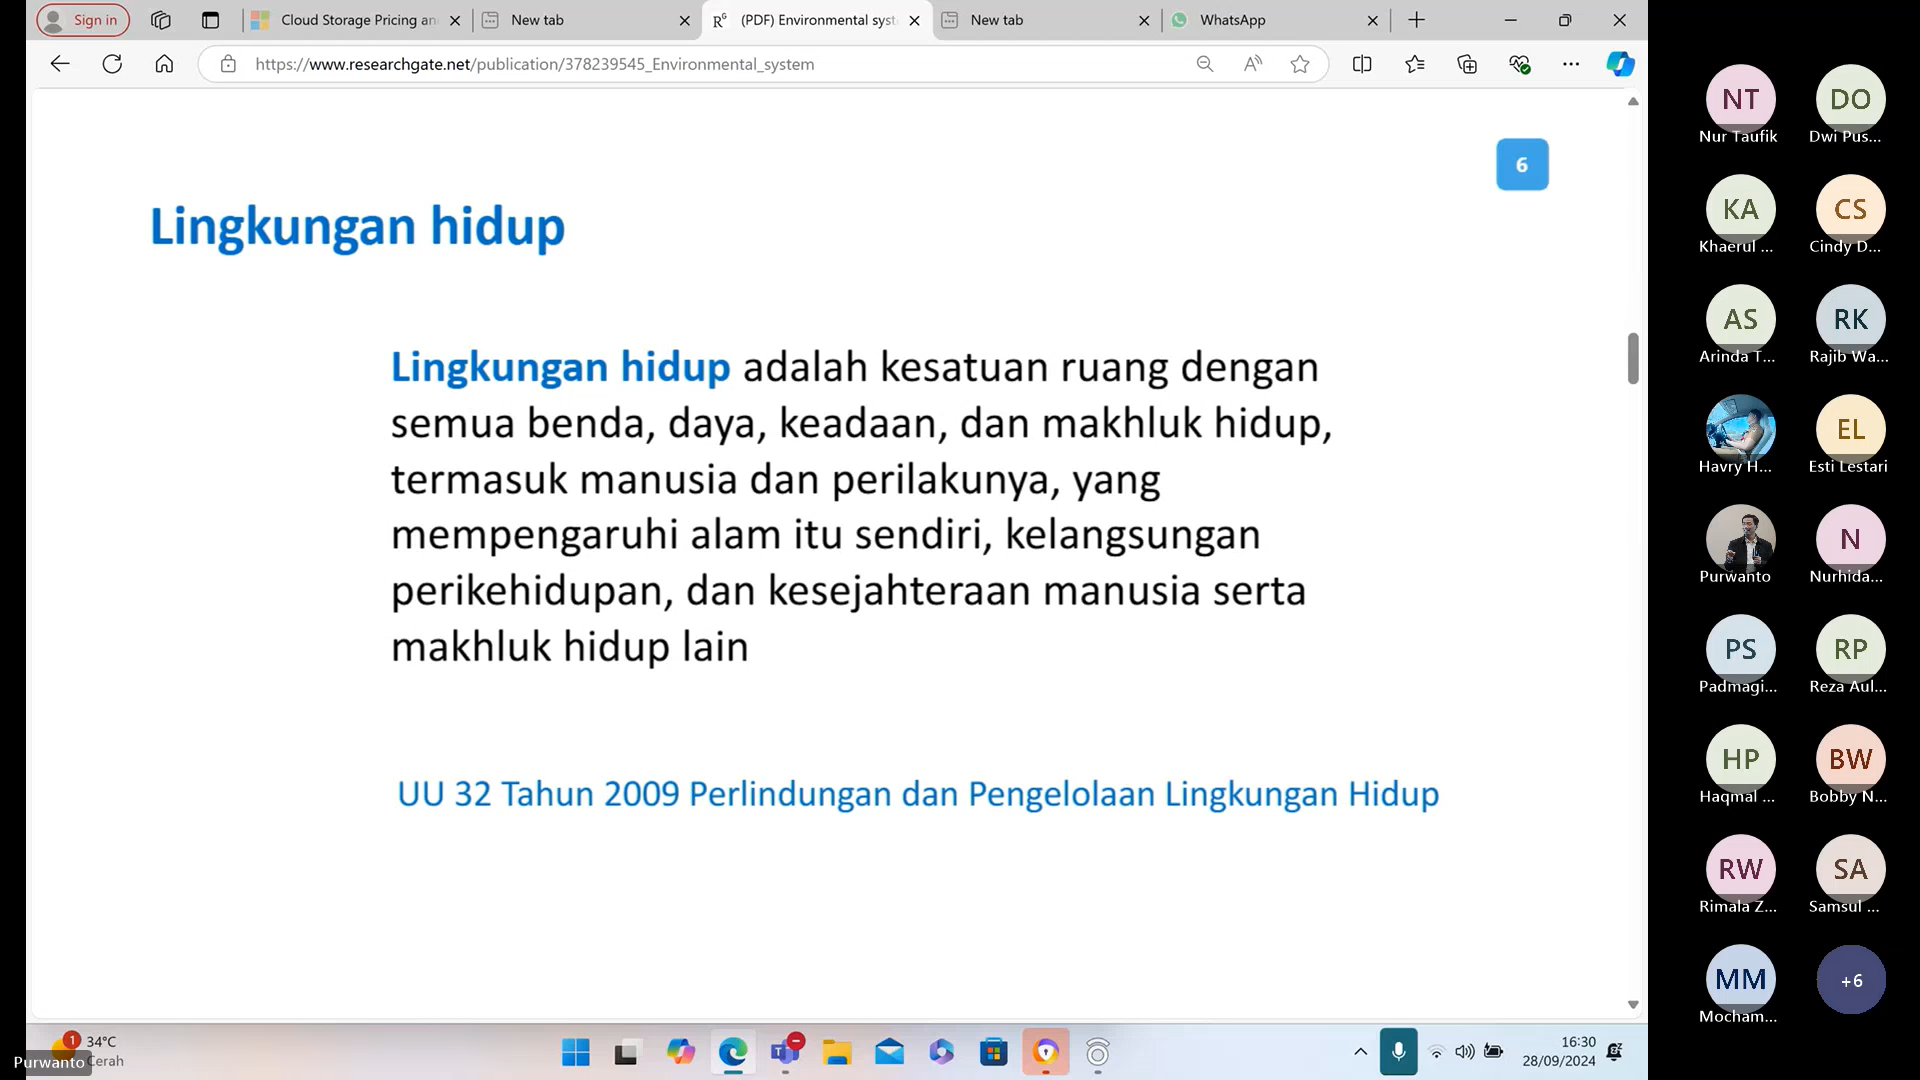 Sign in
Cloud Storage Pricing an
New tab
(PDF) Environmental syst
New tab
WhatsApp
https://www.researchgate.net/publication/378239545_Environmental_system
6
Lingkungan hidup
Lingkungan hidup adalah kesatuan ruang dengan
semua benda, daya, keadaan, dan makhluk hidup,
termasuk manusia dan perilakunya, yang
mempengaruhi alam itu sendiri, kelangsungan
perikehidupan, dan kesejahteraan manusia serta
makhluk hidup lain
UU 32 Tahun 2009 Perlindungan dan Pengelolaan Lingkungan Hidup
NT
Nur Taufik
DO
Dwi Pus...
KA
Khaerul ...
CS
Cindy D...
AS
Arinda T...
RK
Rajib Wa...
Havry H...
EL
Esti Lestari
Purwanto
N
Nurhida...
PS
Padmagi...
RP
Reza Aul...
HP
Haqmal ...
BW
Bobby N...
RW
Rimala Z...
SA
Samsul ...
MM
Mocham...
+6
1
34°C
Cerah
Purwanto
16:30
28/09/2024